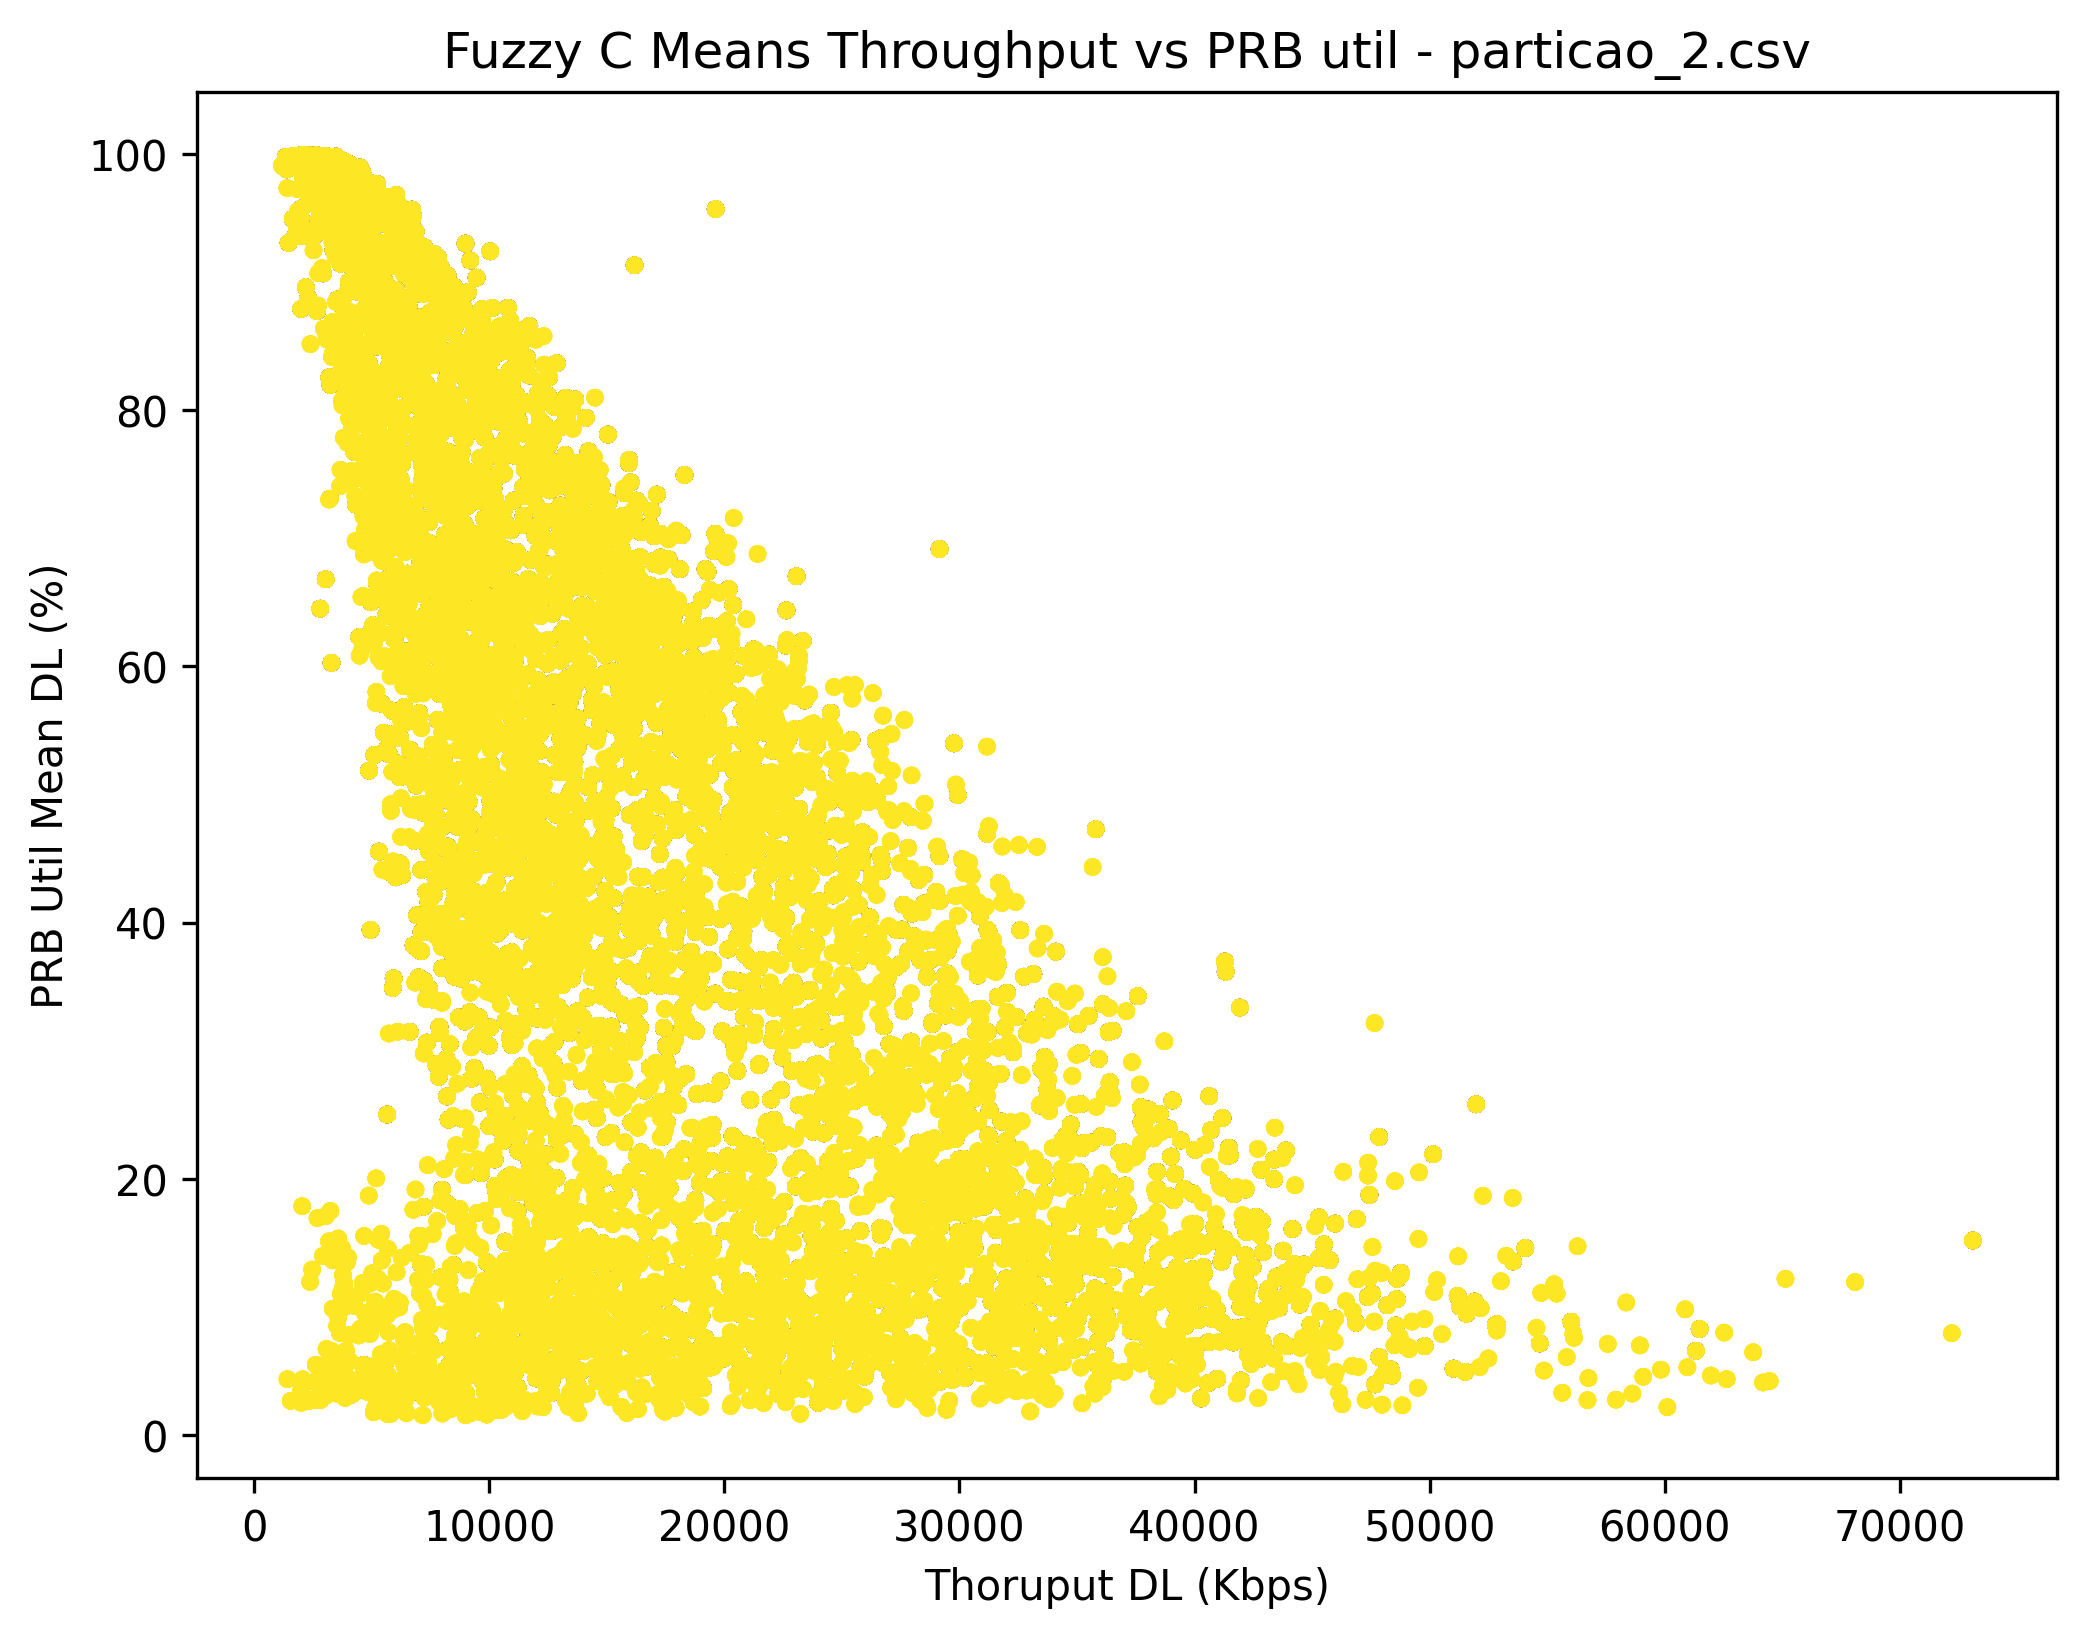 Fuzzy C Means Throughput vs PRB util - particao_2.csv
PRB Util Mean DL (%)
100
80
60
40
20
0
0 10000 20000 30000 40000 50000 60000 70000
Thoruput DL (Kbps)